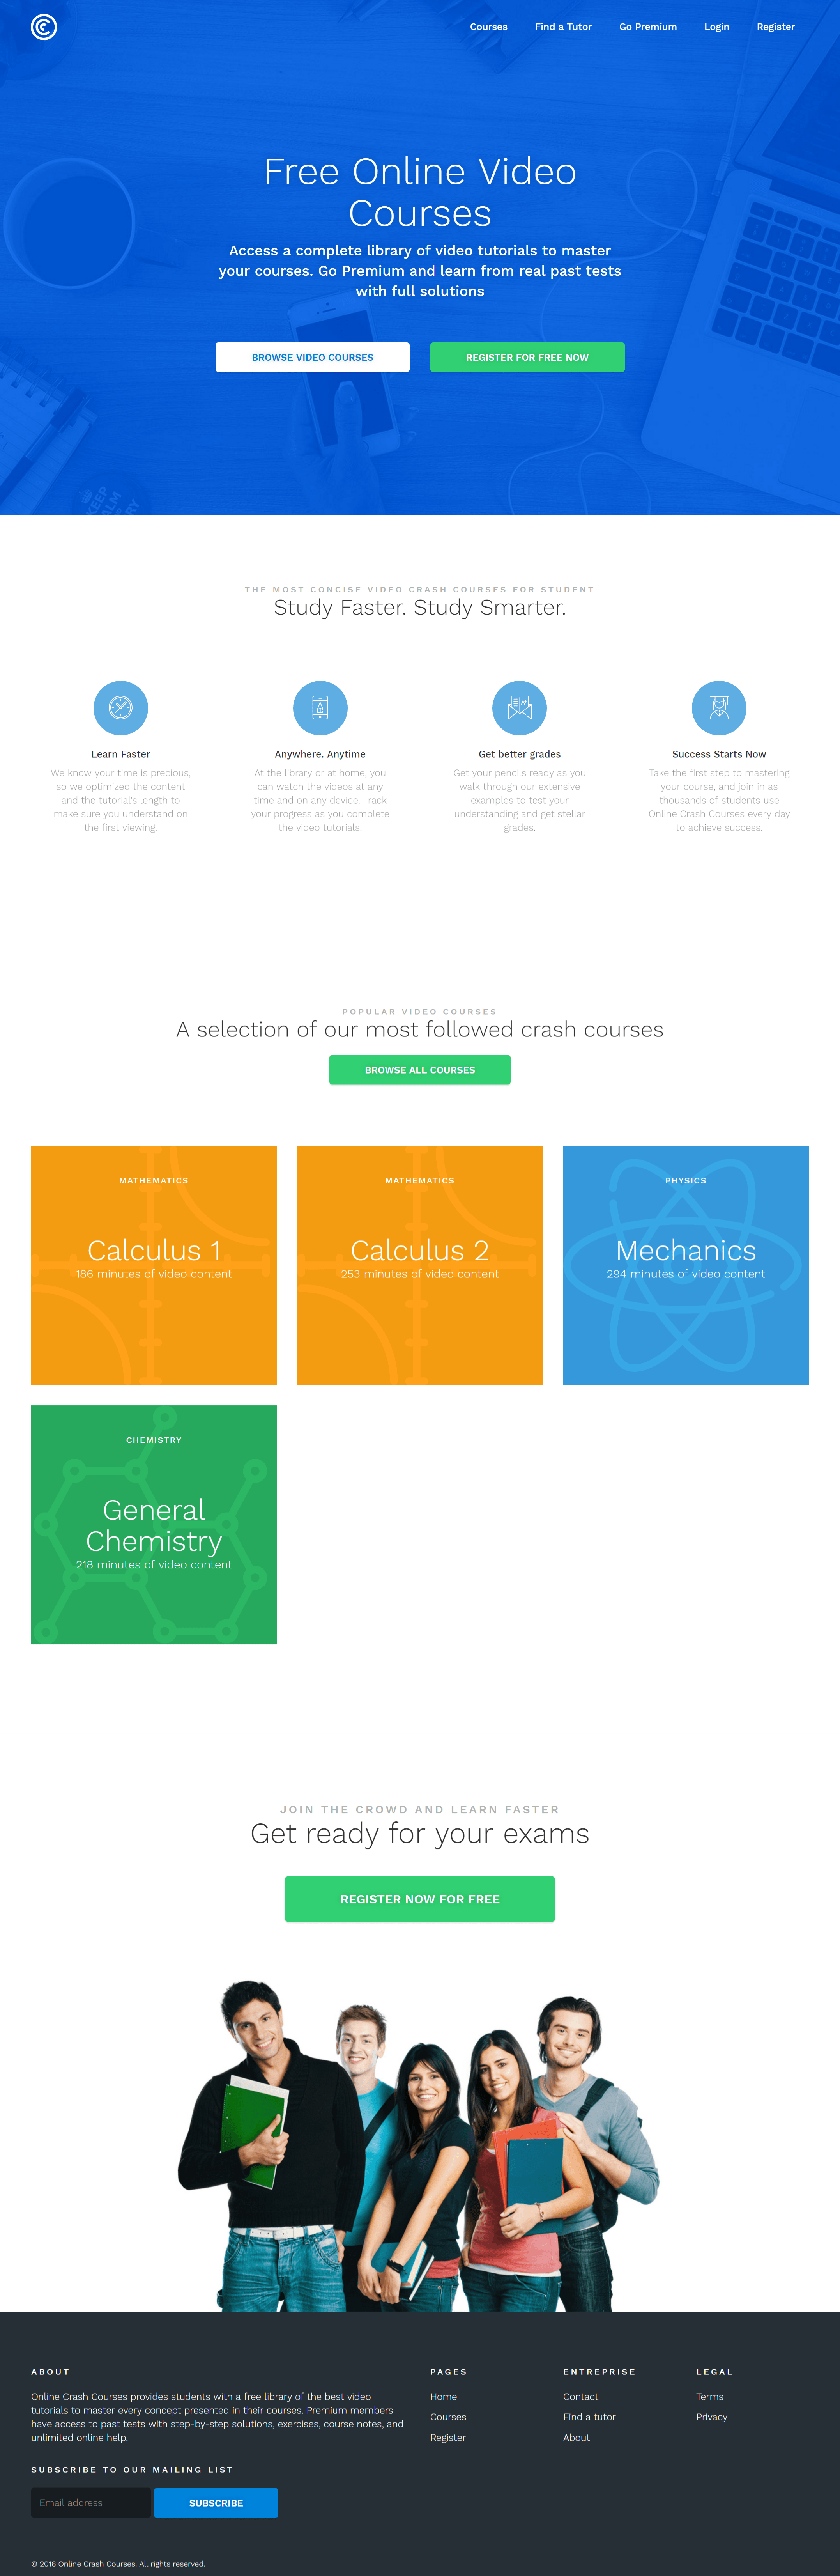 Courses Find a Tutor Go Premium Login Register
Free Online Video
Courses
Access a complete library of video tutorials to master
your courses. Go Premium and learn from real past tests
with full solutions
BROWSE VIDEO COURSES
REGISTER FOR FREE NOW
KEEP
THE MOST CONCISE VIDEO CRASH COURSES FOR STUDENT
Study Faster. Study Smarter.
Learn Faster
We know your time is precious,
so we optimized the content
and the tutorial's length to
make sure you understand on
the first viewing.
Anywhere. Anytime
At the library or at home, you
can watch the videos at any
time and on any device. Track
your progress as you complete
the video tutorials.
Get better grades
Get your pencils ready as you
walk through our extensive
examples to test your
understanding and get stellar
grades.
Success Starts Now
Take the first step to mastering
your course, and join in as
thousands of students use
Online Crash Courses every day
to achieve success.
POPULAR VIDEO COURSES
A selection of our most followed crash courses
BROWSE ALL COURSES
MATHEMATICS
Calculus 1
186 minutes of video content
MATHEMATICS
Calculus 2
253 minutes of video content
PHYSICS
Mechanics
294 minutes of video content
CHEMISTRY
General
Chemistry
218 minutes of video content
JOIN THE CROWD AND LEARN FASTER
Get ready for your exams
REGISTER NOW FOR FREE
ABOUT
Online Crash Courses provides students with a free library of the best video
tutorials to master every concept presented in their courses. Premium members
have access to past tests with step-by-step solutions, exercises, course notes, and
unlimited online help.
SUBSCRIBE TO OUR MAILING LIST
Email address
SUBSCRIBE
PAGES
Home
Courses
Register
ENTREPRISE
Contact
Find a tutor
About
LEGAL
Terms
Privacy
© 2016 Online Crash Courses. All rights reserved.